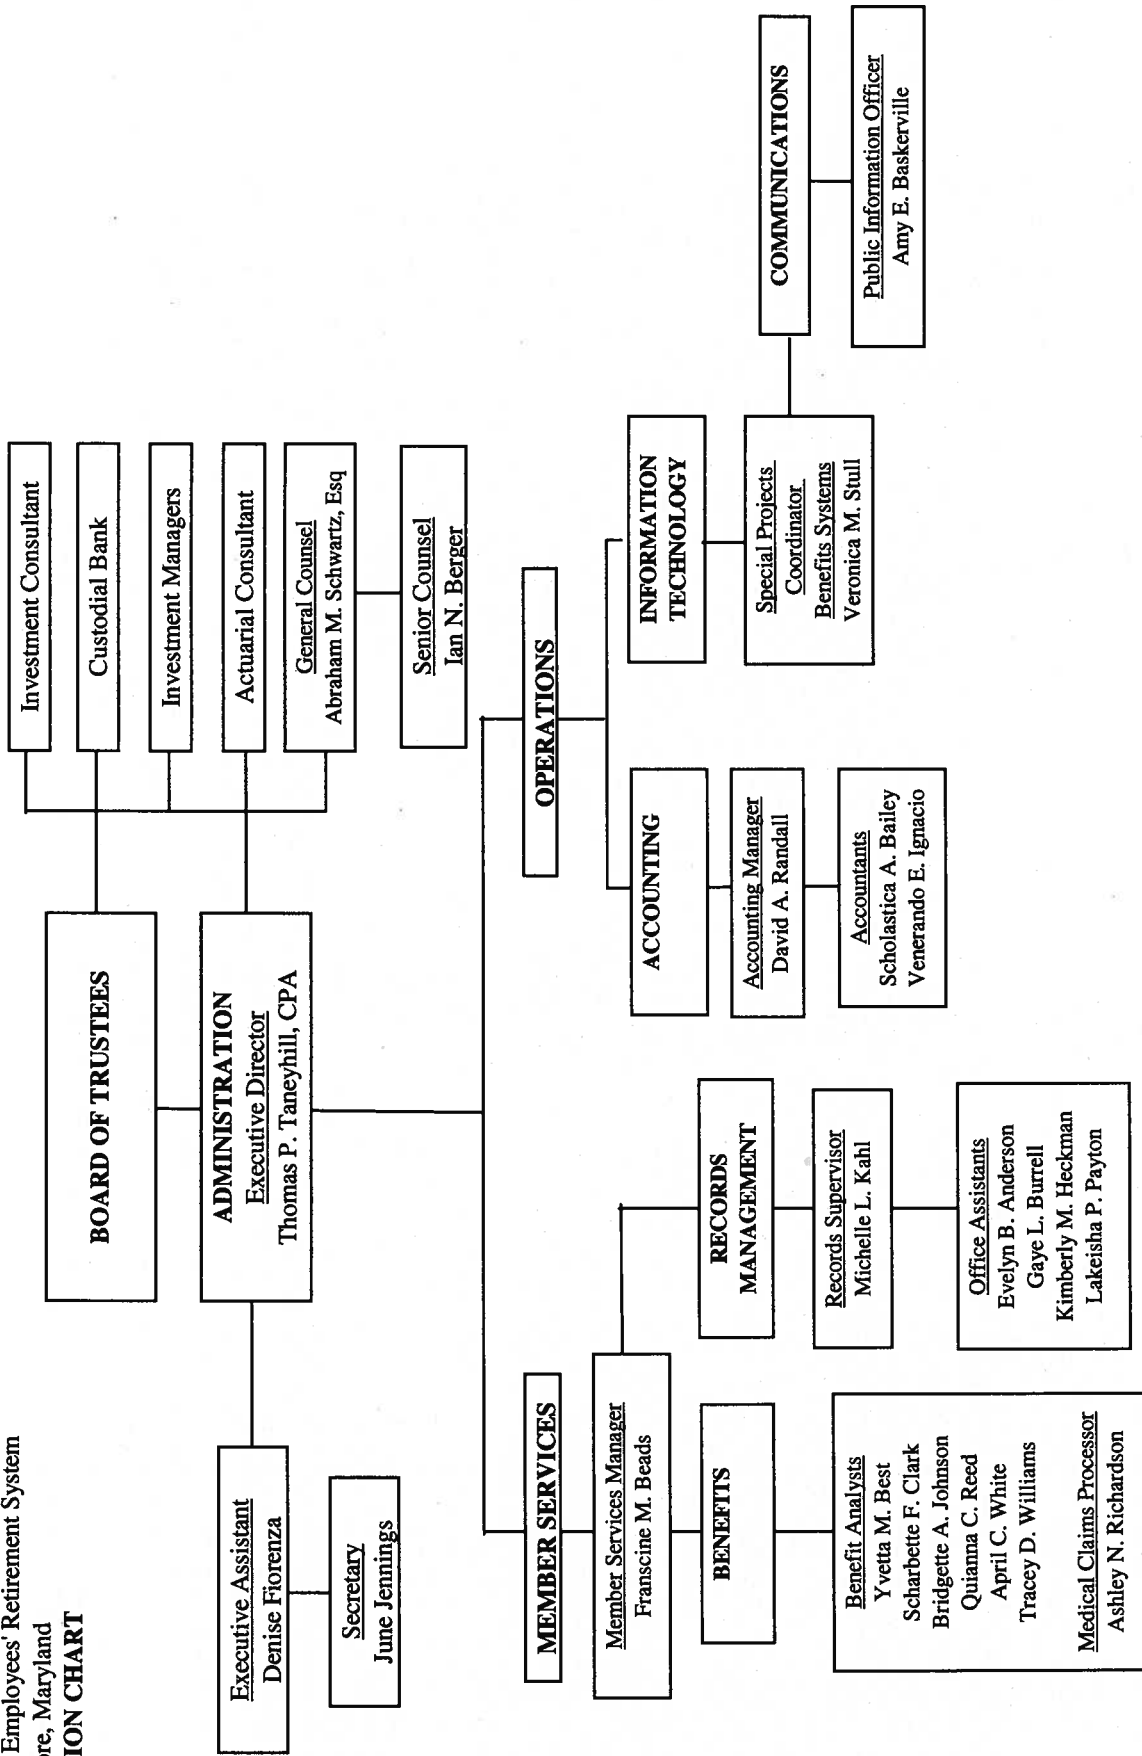 Employees' Retirement System
ore, Maryland
ION CHART
BOARD OF TRUSTEES
ADMINISTRATION
Executive Director
Thomas P. Taneyhill, CPA
Investment Consultant
Custodial Bank
Investment Managers
Actuarial Consultant
General Counsel
Abraham M. Schwartz, Esq
Senior Counsel
Ian N. Berger
Executive Assistant
Denise Fiorenza
Secretary
June Jennings
MEMBER SERVICES
Member Services Manager
Franscine M. Beads
BENEFITS
Benefit Analysts
Yvetta M. Best
Scharbette F. Clark
Bridgette A. Johnson
Quianna C. Reed
April C. White
Tracey D. Williams
Medical Claims Processor
Ashley N. Richardson
RECORDS
MANAGEMENT
Records Supervisor
Michelle L. Kahl
Office Assistants
Evelyn B. Anderson
Gaye L. Burrell
Kimberly M. Heckman
Lakeisha P. Payton
OPERATIONS
ACCOUNTING
Accounting Manager
David A. Randall
Accountants
Scholastica A. Bailey
Venerando E. Ignacio
INFORMATION
TECHNOLOGY
Special Projects
Coordinator
Benefits Systems
Veronica M. Stull
COMMUNICATIONS
Public Information Officer
Amy E. Baskerville